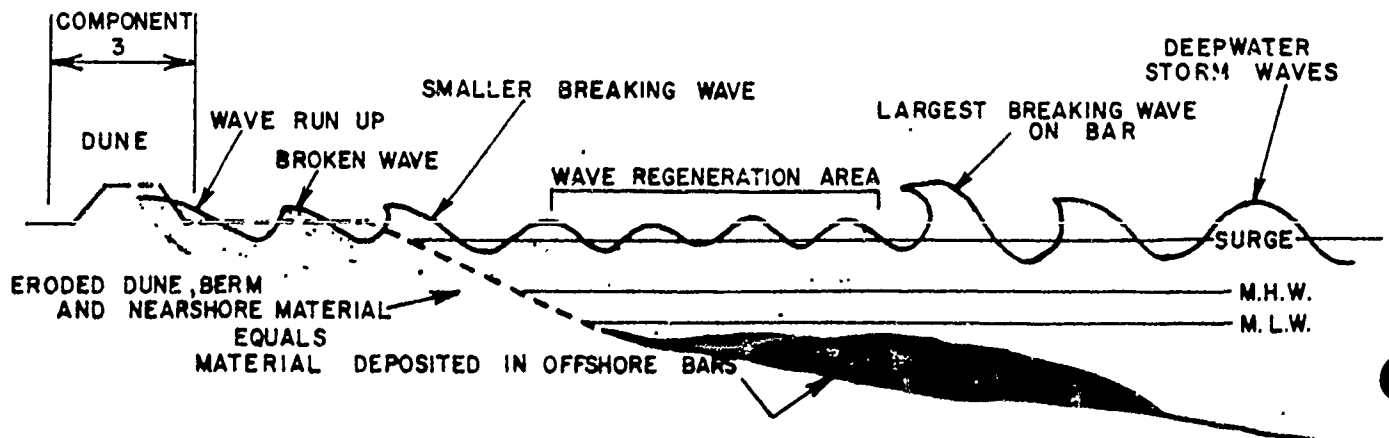 COMPONENT
3
DUNE
WAVE RUN UP
BROKEN WAVE
SMALLER BREAKING WAVE
WAVE REGENERATION AREA
LARGEST BREAKING WAVE
ON BAR
DEEPWATER
STORM WAVES
SURGE
M.H.W.
M.L.W.
ERODED DUNE, BERM
AND NEARSHORE MATERIAL
EQUALS
MATERIAL DEPOSITED IN OFFSHORE BARS